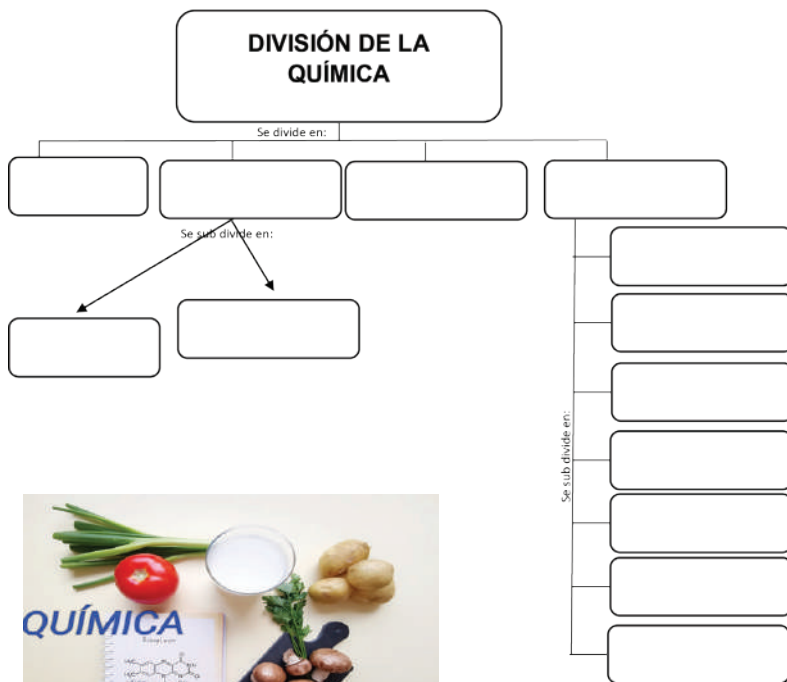 DIVISIÓN DE LA
QUÍMICA
Se divide en:
Se sub divide en:
Se sub divide en:
QUÍMICA